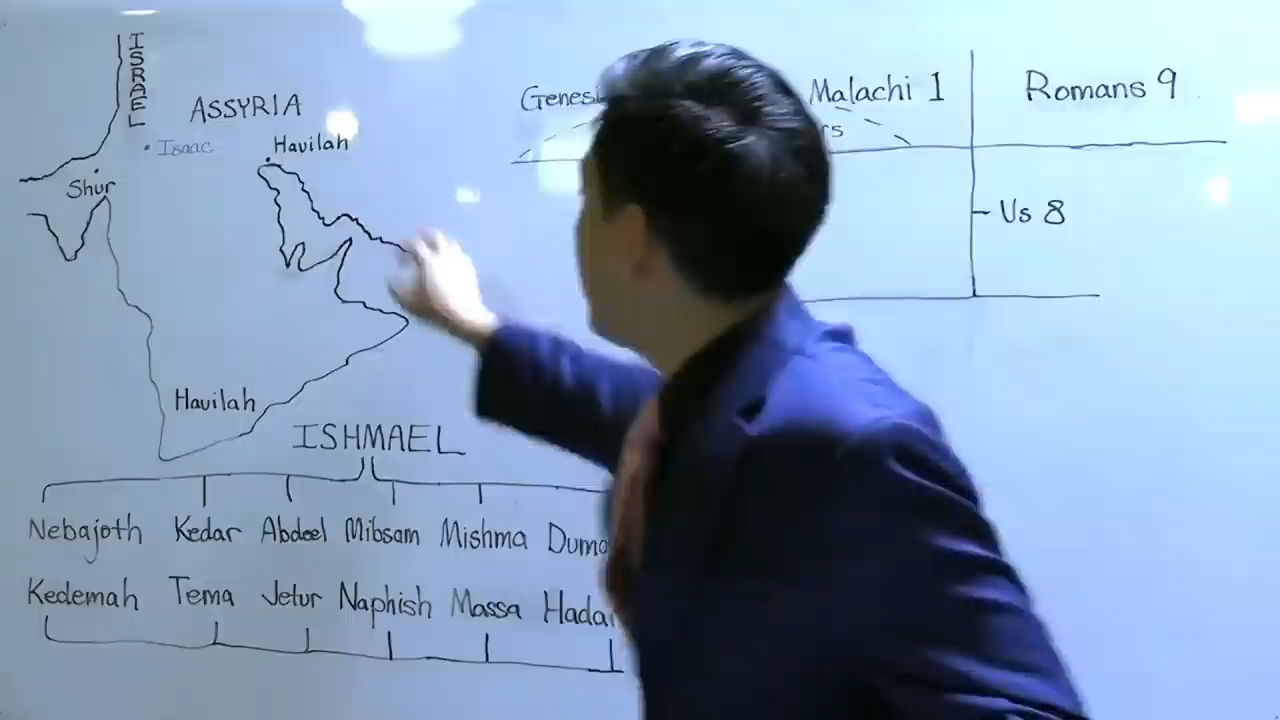 ISRAEL
ASSYRIA
Isaac
Havilah
Shur
Havilah
ISHMAEL
Nebajoth Kedar Abdeel Mibsam Mishma
Kedemah Tema Jetur Naphish Massa
Malachi 1
Romans 9
Vs 8